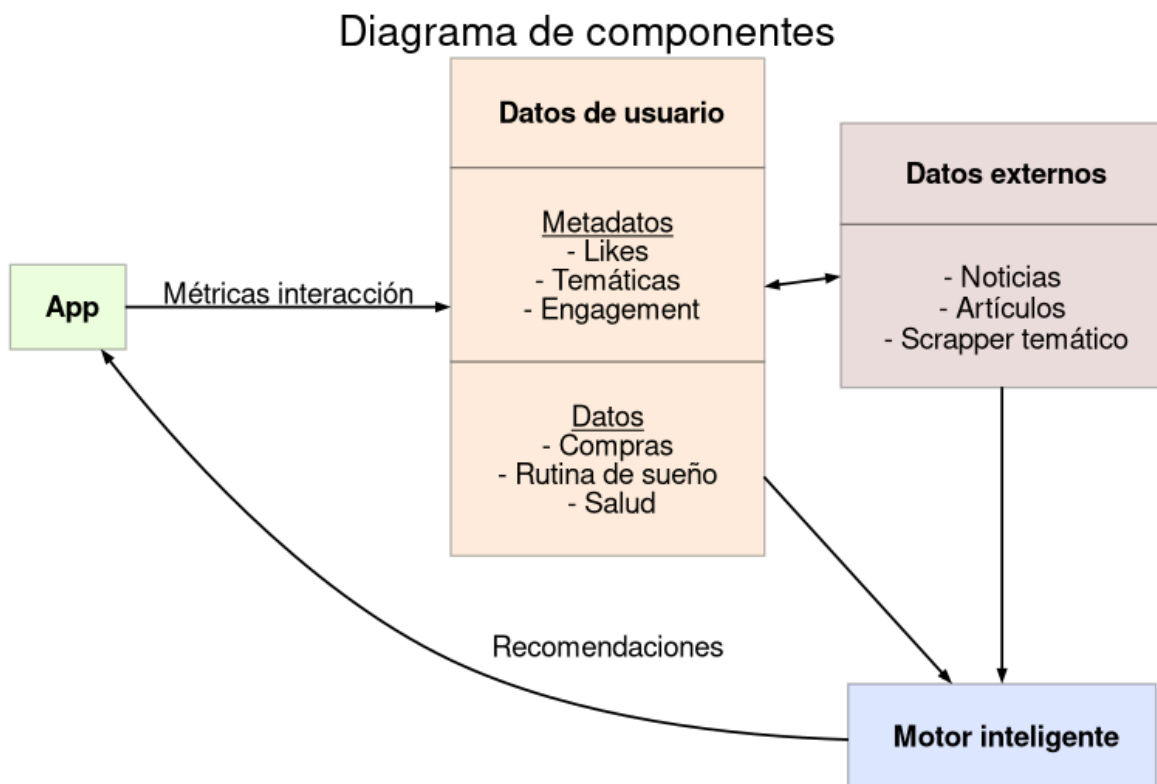 Diagrama de componentes
Datos de usuario
Metadatos
- Likes
- Temáticas
- Engagement
Datos
- Compras
- Rutina de sueño
- Salud
Datos externos
- Noticias
- Artículos
- Scrapper temático
App
Métricas interacción
Recomendaciones
Motor inteligente